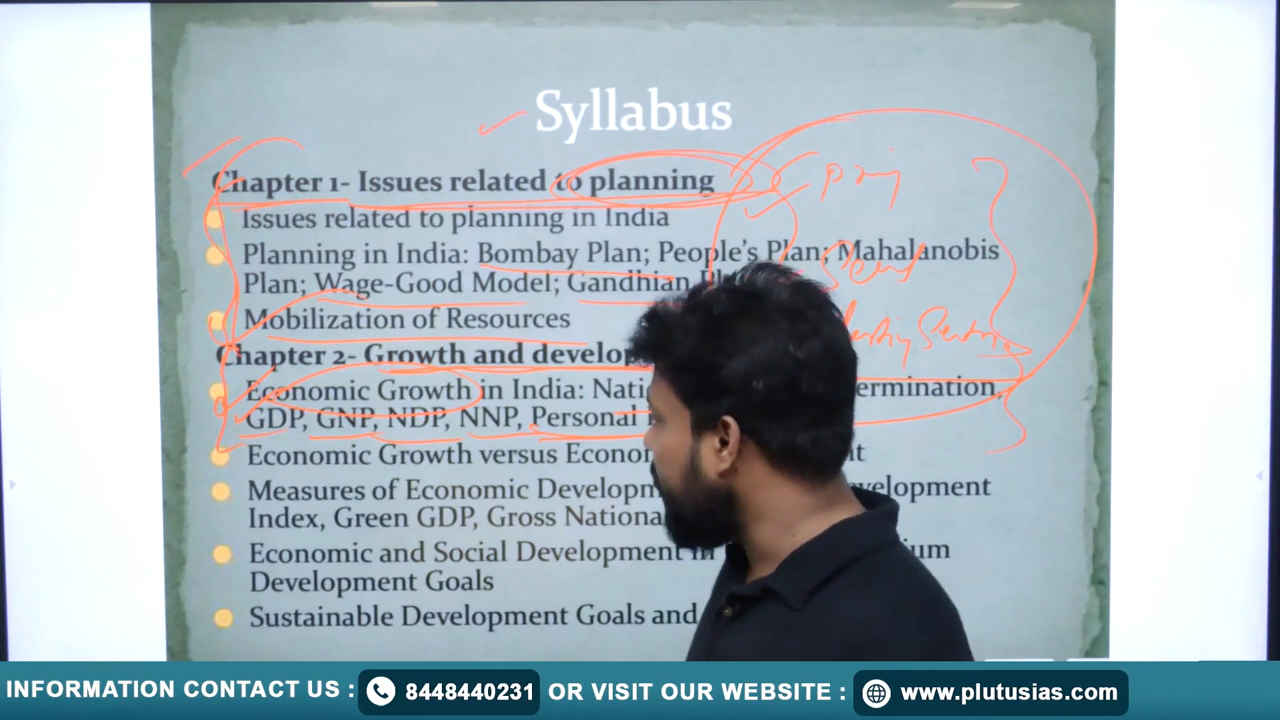 Syllabus
Chapter 1- Issues related to planning
Issues related to planning in India
Planning in India: Bombay Plan; People's Plan; Mahalanobis
Plan; Wage-Good Model; Gandhian
Mobilization of Resources
Chapter 2- Growth and develop
Economic Growth in India: Nati ermination,
GDP, GNP, NDP, NNP, Personal
Economic Growth versus Econo
Measures of Economic Developm velopment
Index, Green GDP, Gross National
Economic and Social Development in ium
Development Goals
Sustainable Development Goals and
INFORMATION CONTACT US : 8448440231 OR VISIT OUR WEBSITE : www.plutusias.com